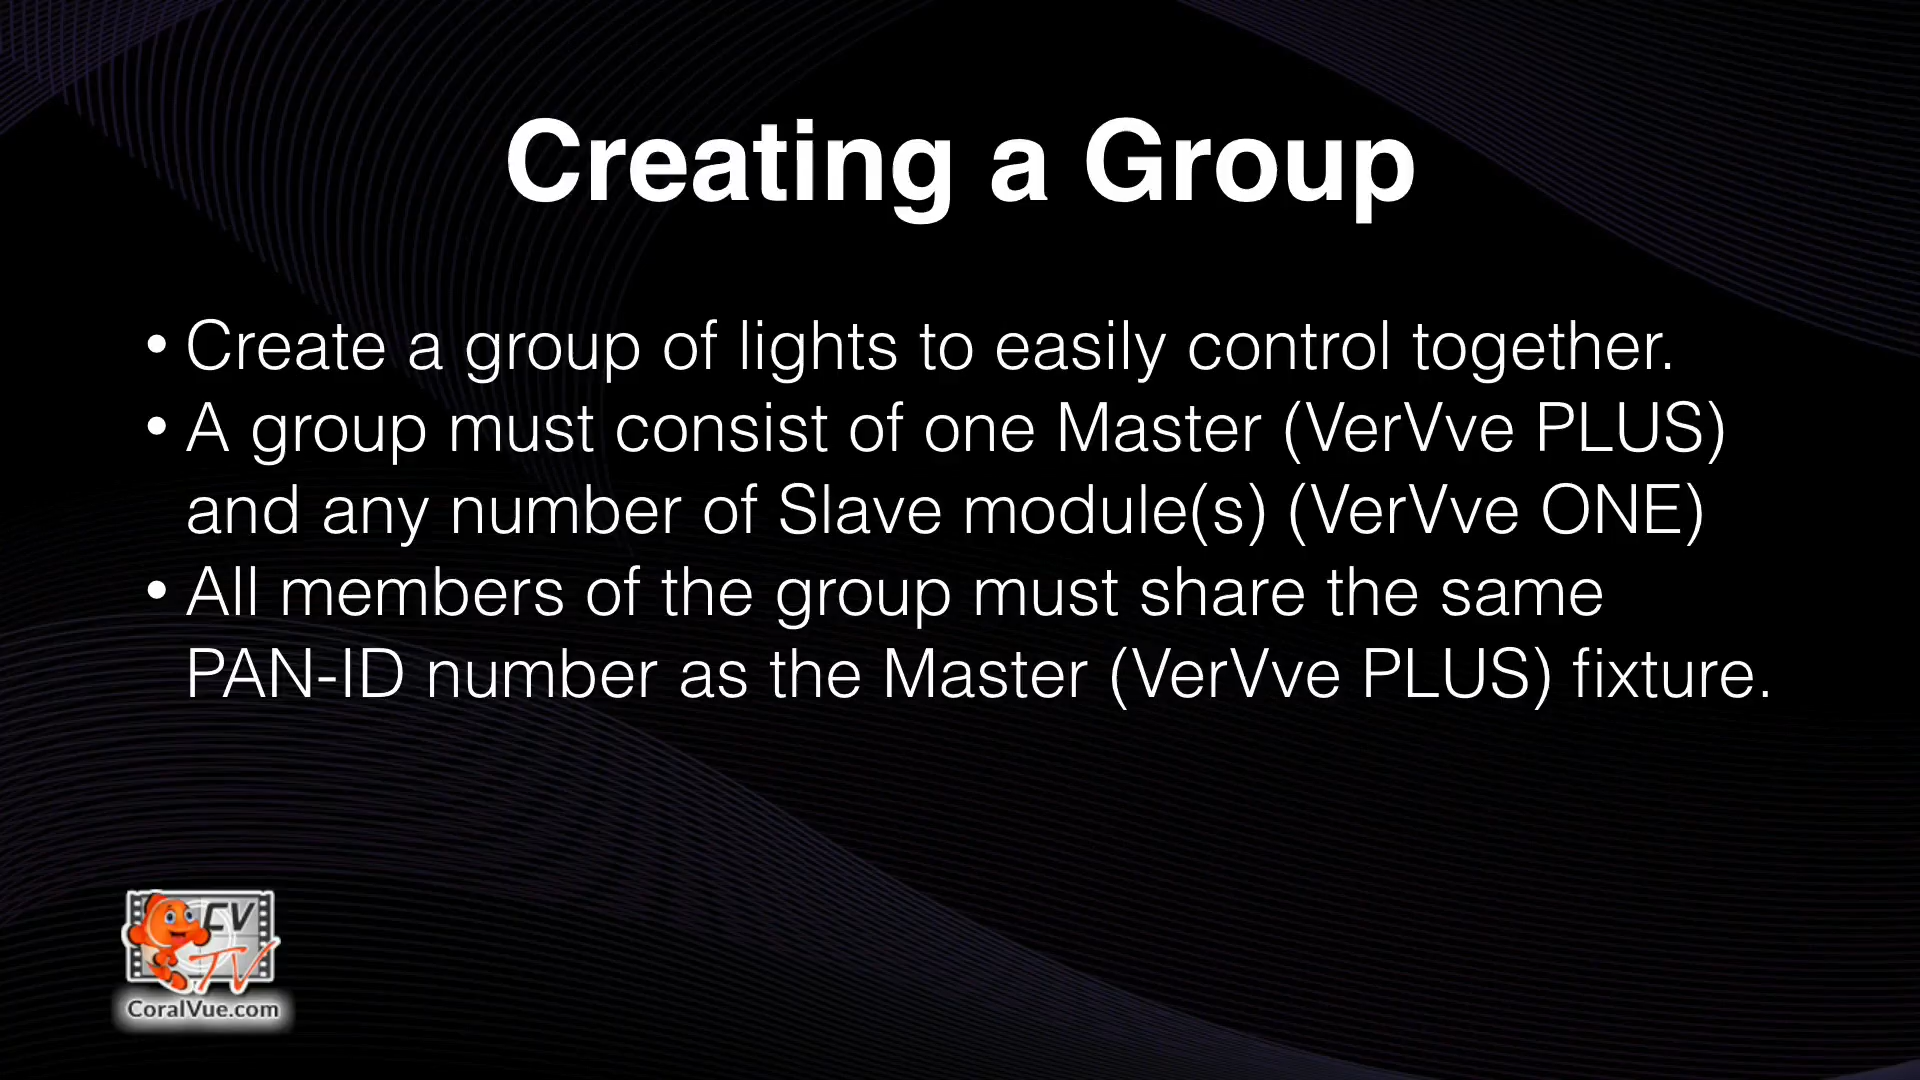 Creating a Group
• Create a group of lights to easily control together.
• A group must consist of one Master (VerVve PLUS)
and any number of Slave module(s) (VerVve ONE)
• All members of the group must share the same
PAN-ID number as the Master (VerVve PLUS) fixture.
CV
TV
CoralVue.com